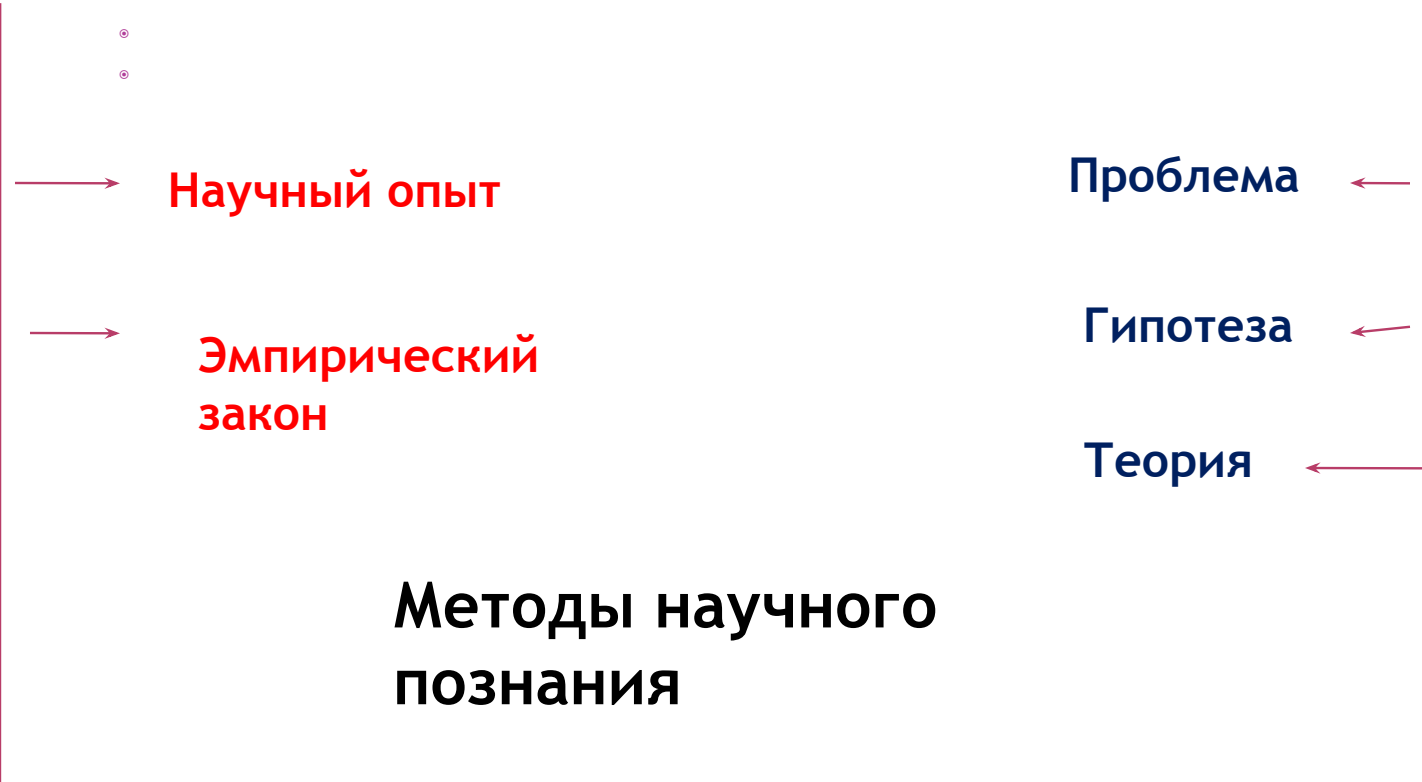 Научный опыт
Проблема
Эмпирический
закон
Гипотеза
Теория
Методы научного
познания